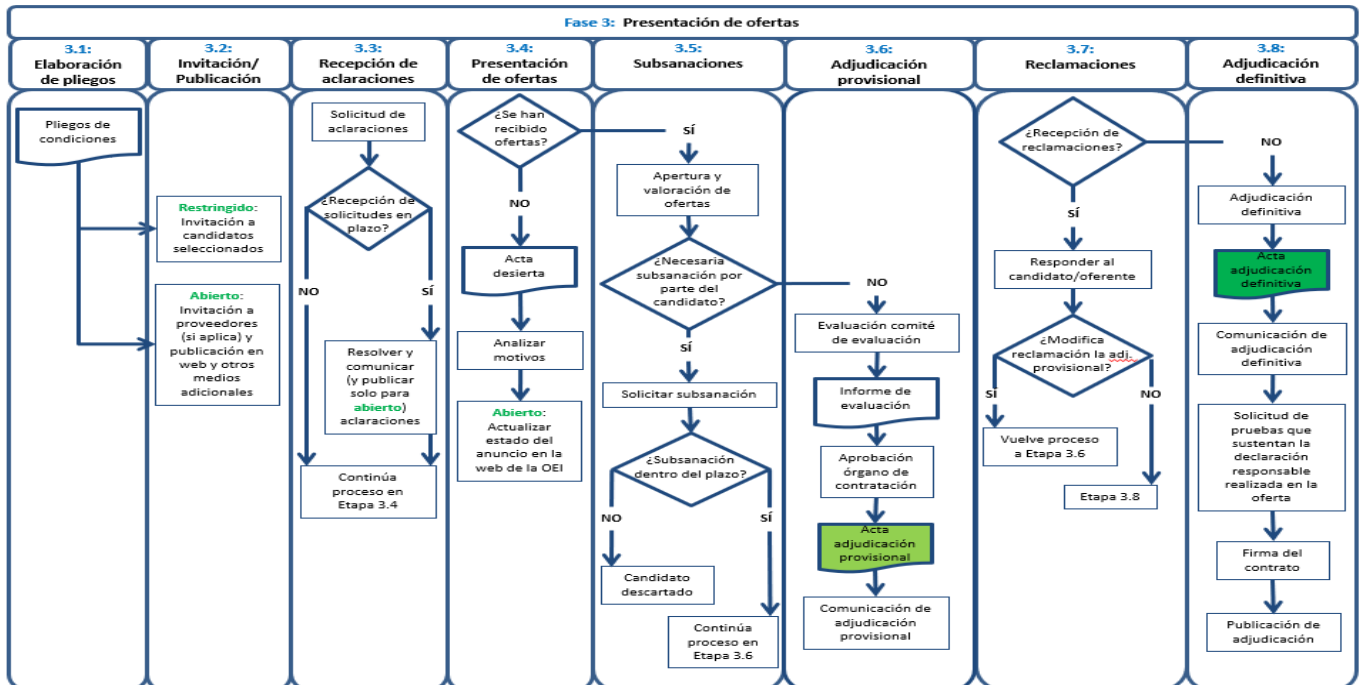 Fase 3: Presentación de ofertas
3.1:
Elaboración
de pliegos
3.2:
Invitación/
Publicación
3.3:
Recepción de
aclaraciones
3.4:
Presentación
de ofertas
3.5:
Subsanaciones
3.6:
Adjudicación
provisional
3.7:
Reclamaciones
3.8:
Adjudicación
definitiva
Pliegos de
condiciones
Restringido:
Invitación a
candidatos
seleccionados
Abierto:
Invitación a
proveedores
(si aplica) y
publicación en
web y otros
medios
adicionales
Solicitud de
aclaraciones
¿Recepción de
solicitudes en
plazo?
NO
SÍ
Resolver y
comunicar
(y publicar
solo para
abierto)
aclaraciones
Continúa
proceso en
Etapa 3.4
¿Se han
recibido
ofertas?
SÍ
NO
Acta
desierta
Analizar
motivos
Abierto:
Actualizar
estado del
anuncio en la
web de la OEI
Apertura y
valoración de
ofertas
¿Necesaria
subsanación por
parte del
candidato?
NO
SÍ
Solicitar subsanación
¿Subsanación
dentro del plazo?
NO
SÍ
Candidato
descartado
Continúa
proceso en
Etapa 3.6
Evaluación comité
de evaluación
Informe de
evaluación
Aprobación
órgano de
contratación
Acta
adjudicación
provisional
Comunicación de
adjudicación
provisional
¿Recepción de
reclamaciones?
NO
SÍ
Responder al
candidato/oferente
¿Modifica
reclamación la adj.
provisional?
SÍ
NO
Vuelve proceso
a Etapa 3.6
Etapa 3.8
Adjudicación
definitiva
Acta
adjudicación
definitiva
Comunicación de
adjudicación
definitiva
Solicitud de
pruebas que
sustentan la
declaración
responsable
realizada en la
oferta
Firma del
contrato
Publicación de
adjudicación